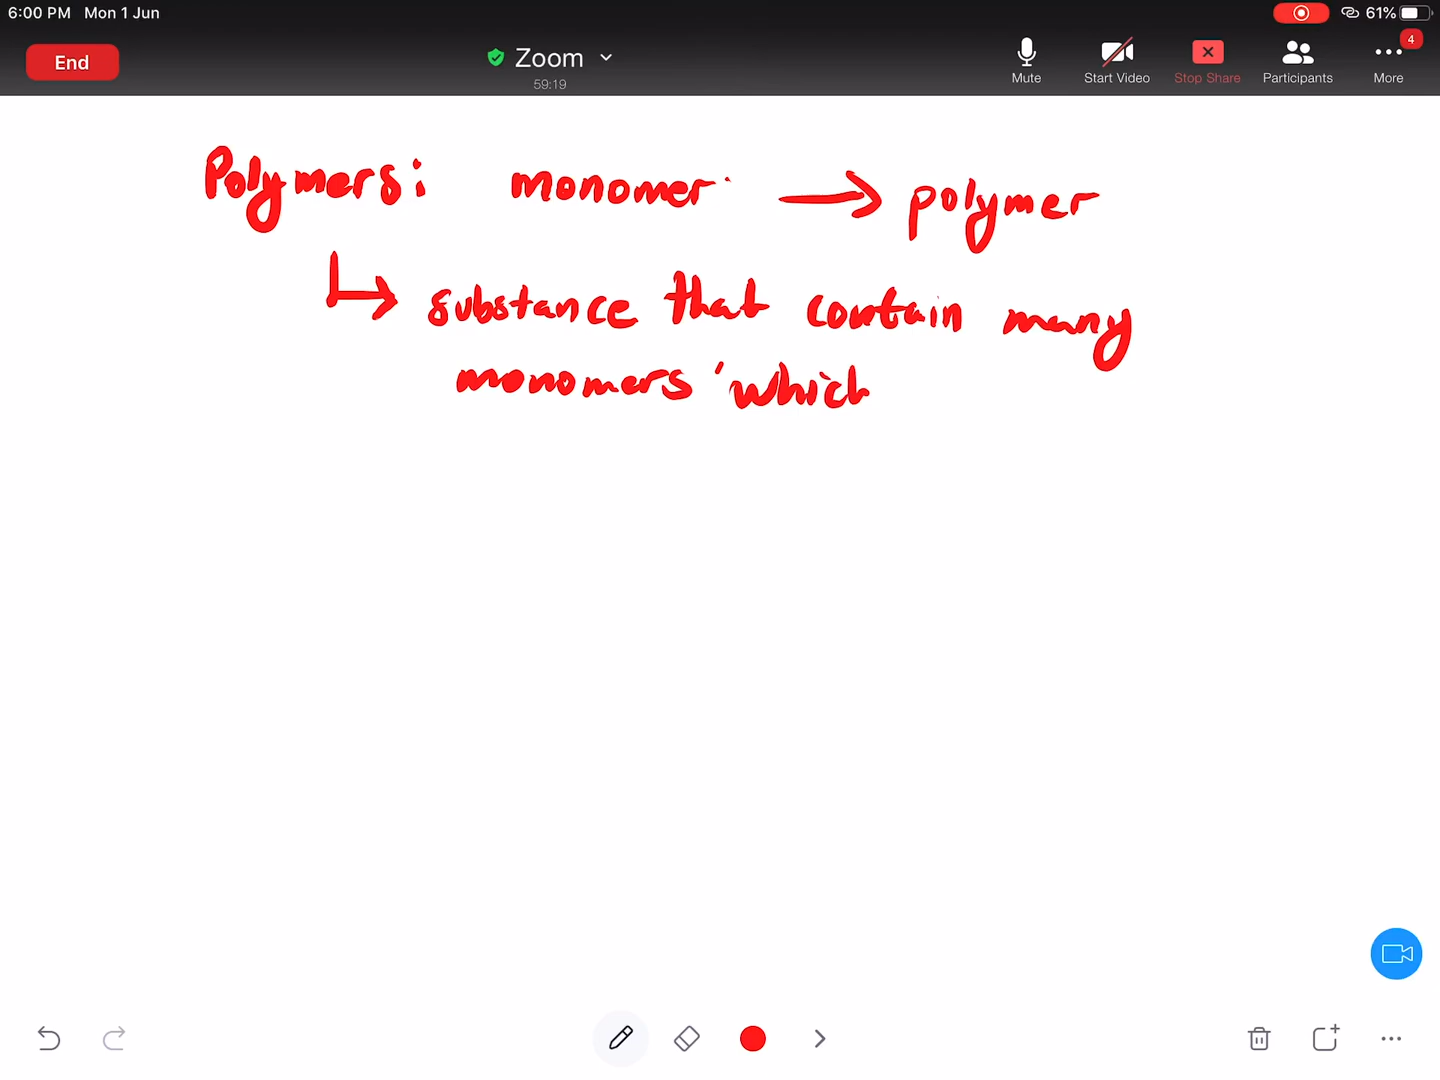 6:00 PM Mon 1 Jun
61%
End
Zoom
59:19
Mute
Start Video
Stop Share
Participants
More
4
Polymers: monomer → polymer
↳ substance that contain many
monomers 'which